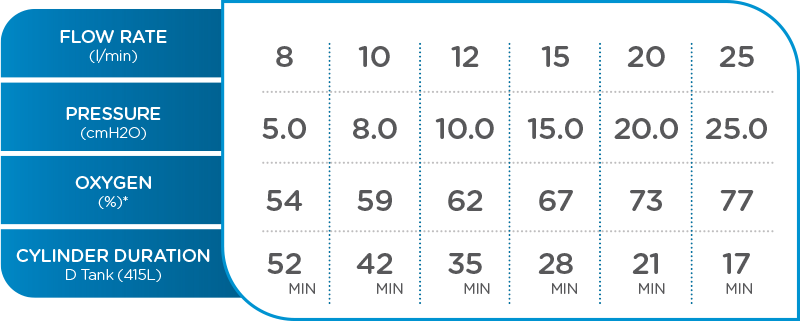 FLOW RATE
(l/min)
8 10 12 15 20 25
PRESSURE
(cmH2O)
5.0 8.0 10.0 15.0 20.0 25.0
OXYGEN
(%)*
54 59 62 67 73 77
CYLINDER DURATION
D Tank (415L)
52 42 35 28 21 17
MIN MIN MIN MIN MIN MIN